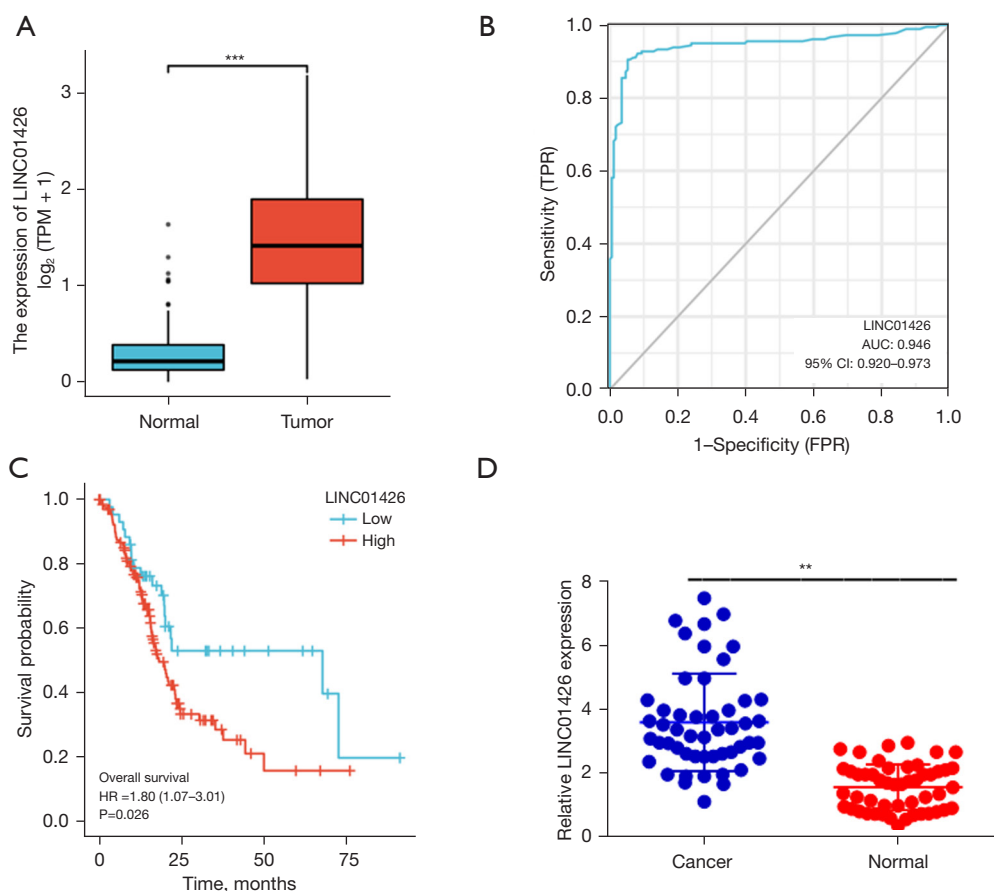 A
The expression of LINC01426
log₂ (TPM + 1)
3
2
1
0
***
Normal
Tumor
B
Sensitivity (TPR)
1.0
0.8
0.6
0.4
0.2
0.0
LINC01426
AUC: 0.946
95% CI: 0.920–0.973
0.0
0.2
0.4
0.6
0.8
1.0
1–Specificity (FPR)
C
Survival probability
1.0
0.8
0.6
0.4
0.2
0.0
LINC01426
Low
High
Overall survival
HR =1.80 (1.07–3.01)
P=0.026
0
25
50
75
Time, months
D
Relative LINC01426 expression
8
6
4
2
0
**
Cancer
Normal